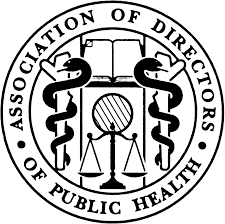 ASSOCIATION OF DIRECTORS
· OF PUBLIC HEALTH ·